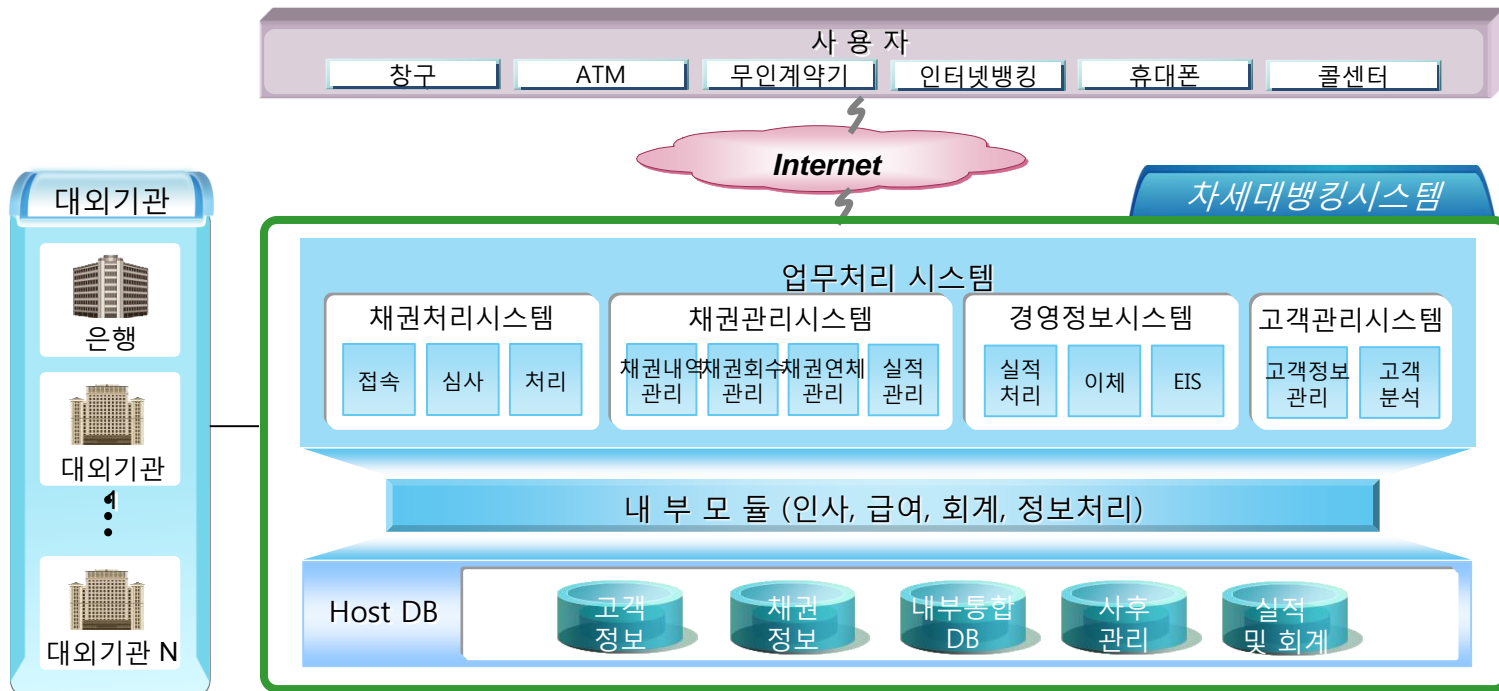 사 용 자
창구
ATM
무인계약기
인터넷뱅킹
휴대폰
콜센터
Internet
차세대뱅킹시스템
대외기관
은행
대외기관
1
대외기관 N
업무처리 시스템
채권처리시스템
접속
심사
처리
채권관리시스템
채권내역
관리
채권회수
관리
채권연체
관리
실적
관리
경영정보시스템
실적
처리
이체
EIS
고객관리시스템
고객정보
관리
고객
분석
내 부 모 듈 (인사, 급여, 회계, 정보처리)
Host DB
고객
정보
채권
정보
내부통합
DB
사후
관리
실적
및 회계